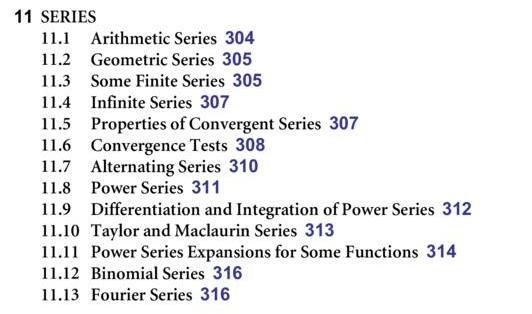 11 SERIES
11.1 Arithmetic Series 304
11.2 Geometric Series 305
11.3 Some Finite Series 305
11.4 Infinite Series 307
11.5 Properties of Convergent Series 307
11.6 Convergence Tests 308
11.7 Alternating Series 310
11.8 Power Series 311
11.9 Differentiation and Integration of Power Series 312
11.10 Taylor and Maclaurin Series 313
11.11 Power Series Expansions for Some Functions 314
11.12 Binomial Series 316
11.13 Fourier Series 316